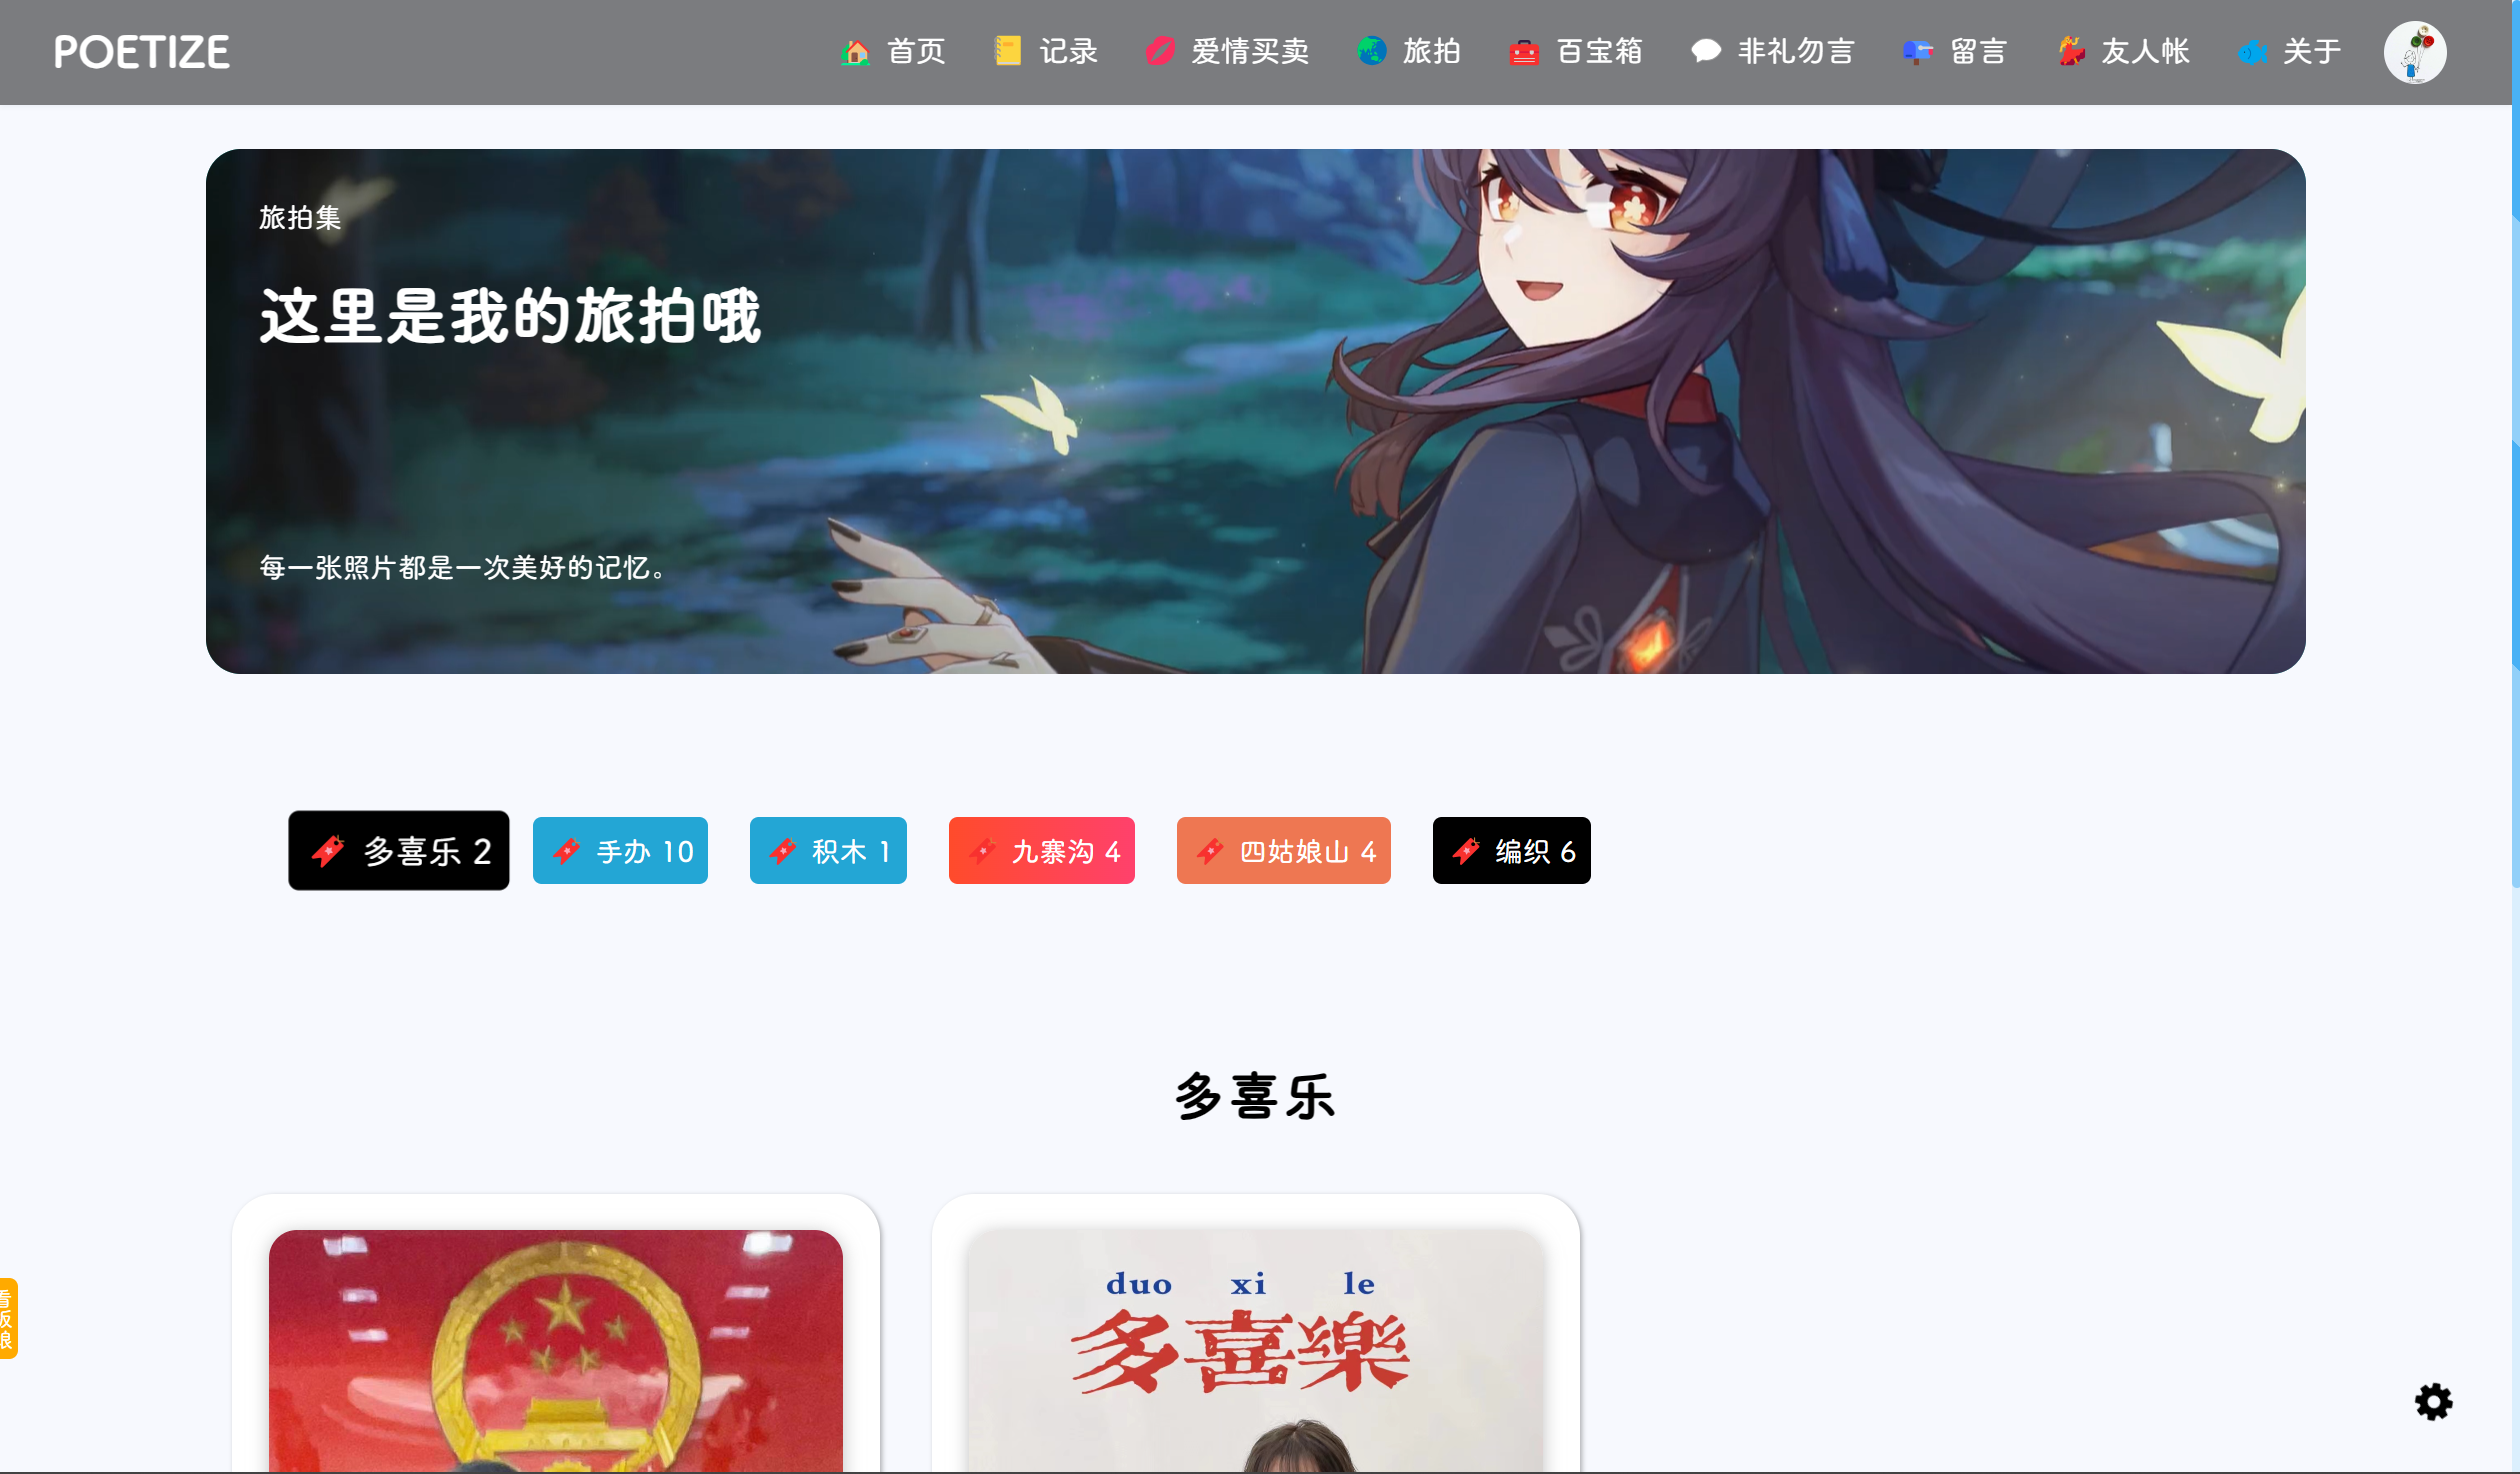 POETIZE
首页 记录 爱情买卖 旅拍 百宝箱 非礼勿言 留言 友人帐 关于
旅拍集
这里是我的旅拍哦
每一张照片都是一次美好的记忆。
多喜乐 2 手办 10 积木 1 九寨沟 4 四姑娘山 4 编织 6
多喜乐
duo xi le
多喜樂
看板娘